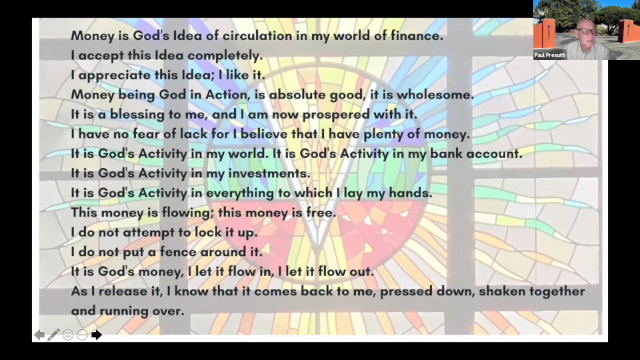 Money is God's Idea of circulation in my world of finance.
I accept this Idea completely.
I appreciate this Idea; I like it.
Money being God in Action, is absolute good, it is wholesome.
It is a blessing to me, and I am now prospered with it.
I have no fear of lack for I believe that I have plenty of money.
It is God's Activity in my world. It is God's Activity in my bank account.
It is God's Activity in my investments.
It is God's Activity in everything to which I lay my hands.
This money is flowing; this money is free.
I do not attempt to lock it up.
I do not put a fence around it.
It is God's money, I let it flow in, I let it flow out.
As I release it, I know that it comes back to me, pressed down, shaken together
and running over.
Paul Presutti